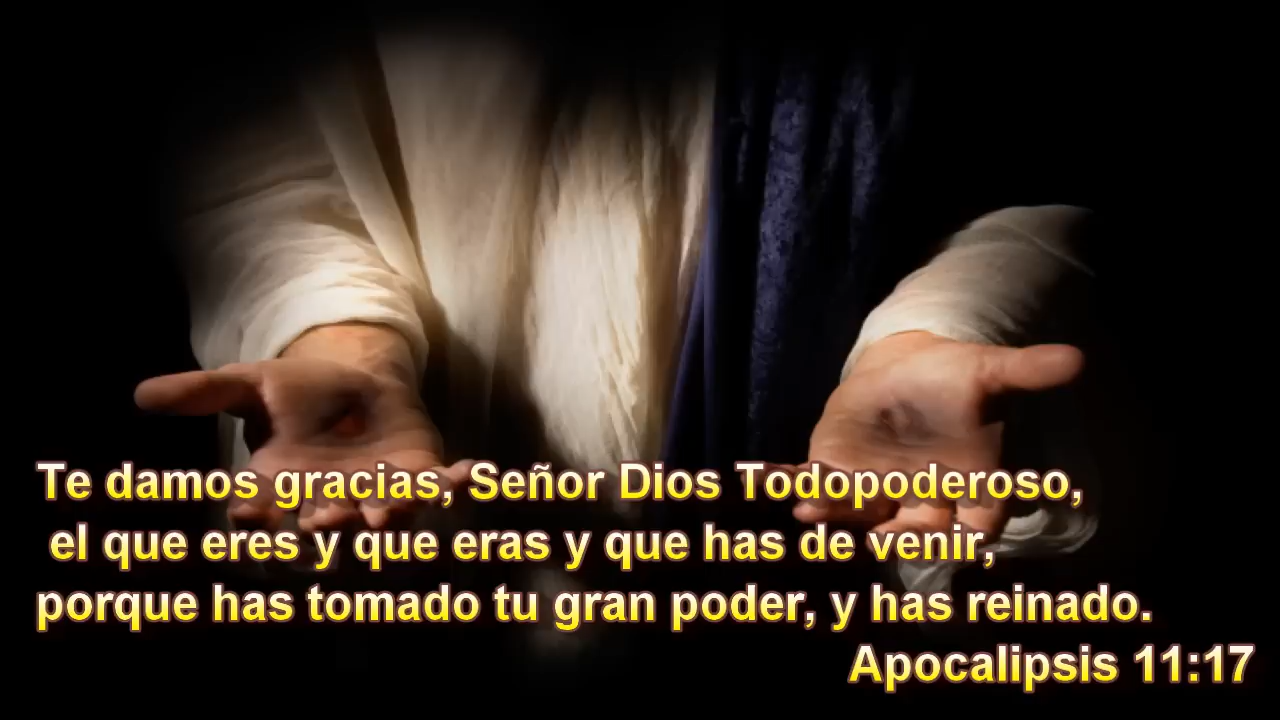 Te damos gracias, Señor Dios Todopoderoso,
el que eres y que eras y que has de venir,
porque has tomado tu gran poder, y has reinado.
Apocalipsis 11:17